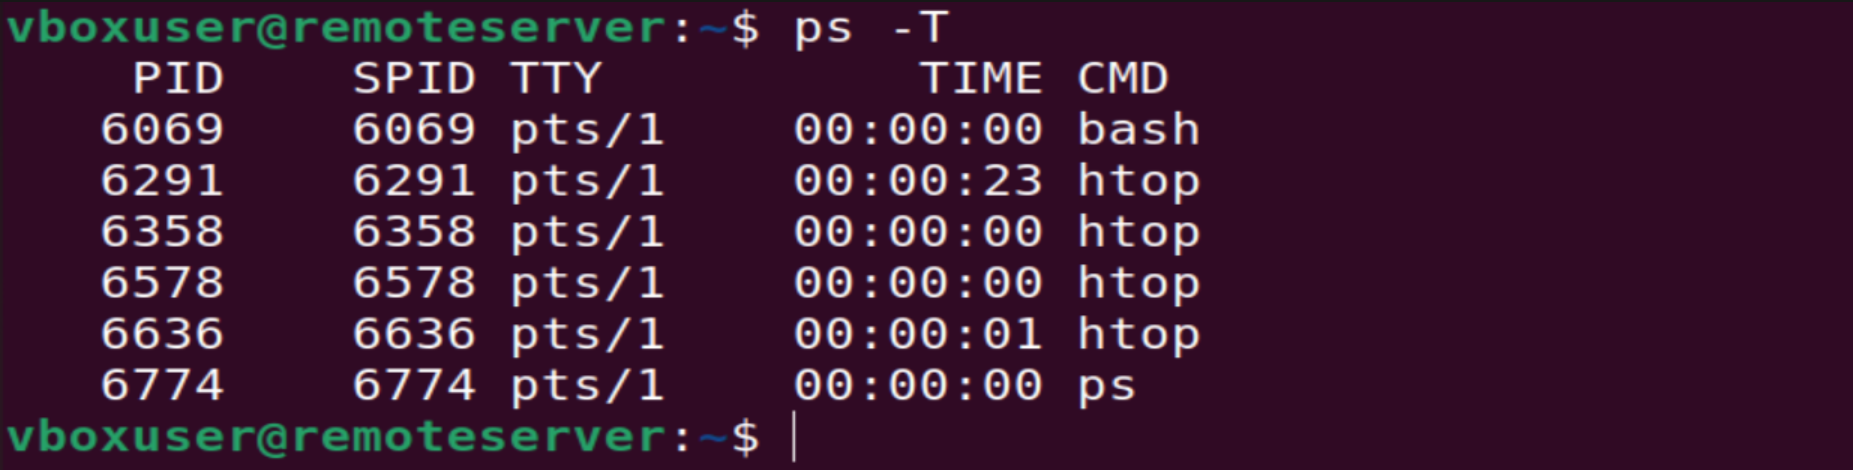 vboxuser@remoteserver:~$ ps -T
    PID    SPID TTY          TIME CMD
   6069    6069 pts/1    00:00:00 bash
   6291    6291 pts/1    00:00:23 htop
   6358    6358 pts/1    00:00:00 htop
   6578    6578 pts/1    00:00:00 htop
   6636    6636 pts/1    00:00:01 htop
   6774    6774 pts/1    00:00:00 ps
vboxuser@remoteserver:~$